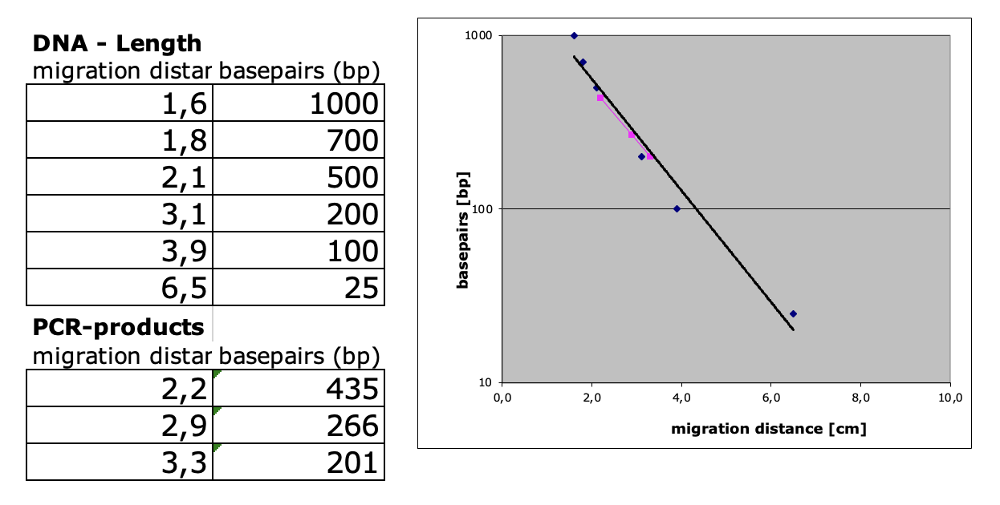 DNA - Length
migration distar basepairs (bp)
1,6 1000
1,8 700
2,1 500
3,1 200
3,9 100
6,5 25
PCR-products
migration distar basepairs (bp)
2,2 435
2,9 266
3,3 201
1000
100
10
basepairs [bp]
0,0 2,0 4,0 6,0 8,0 10,0
migration distance [cm]